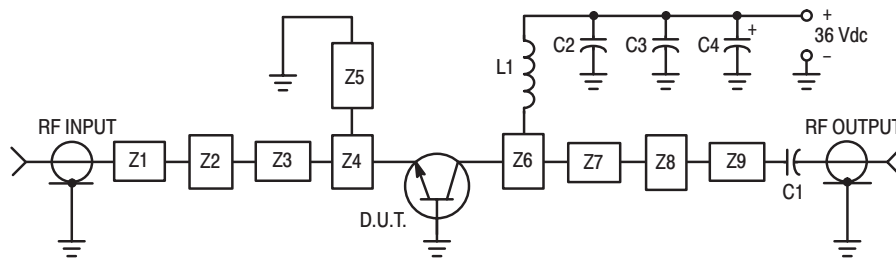 +
36 Vdc
–
C2
C3
C4
+
L1
Z5
RF INPUT
RF OUTPUT
Z1
Z2
Z3
Z4
Z6
Z7
Z8
Z9
C1
D.U.T.